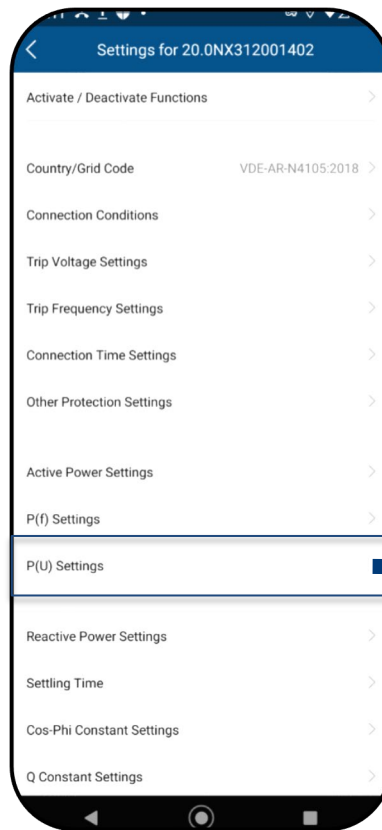 Settings for 20.0NX312001402
Activate / Deactivate Functions
Country/Grid Code VDE-AR-N4105:2018
Connection Conditions
Trip Voltage Settings
Trip Frequency Settings
Connection Time Settings
Other Protection Settings
Active Power Settings
P(f) Settings
P(U) Settings
Reactive Power Settings
Settling Time
Cos-Phi Constant Settings
Q Constant Settings